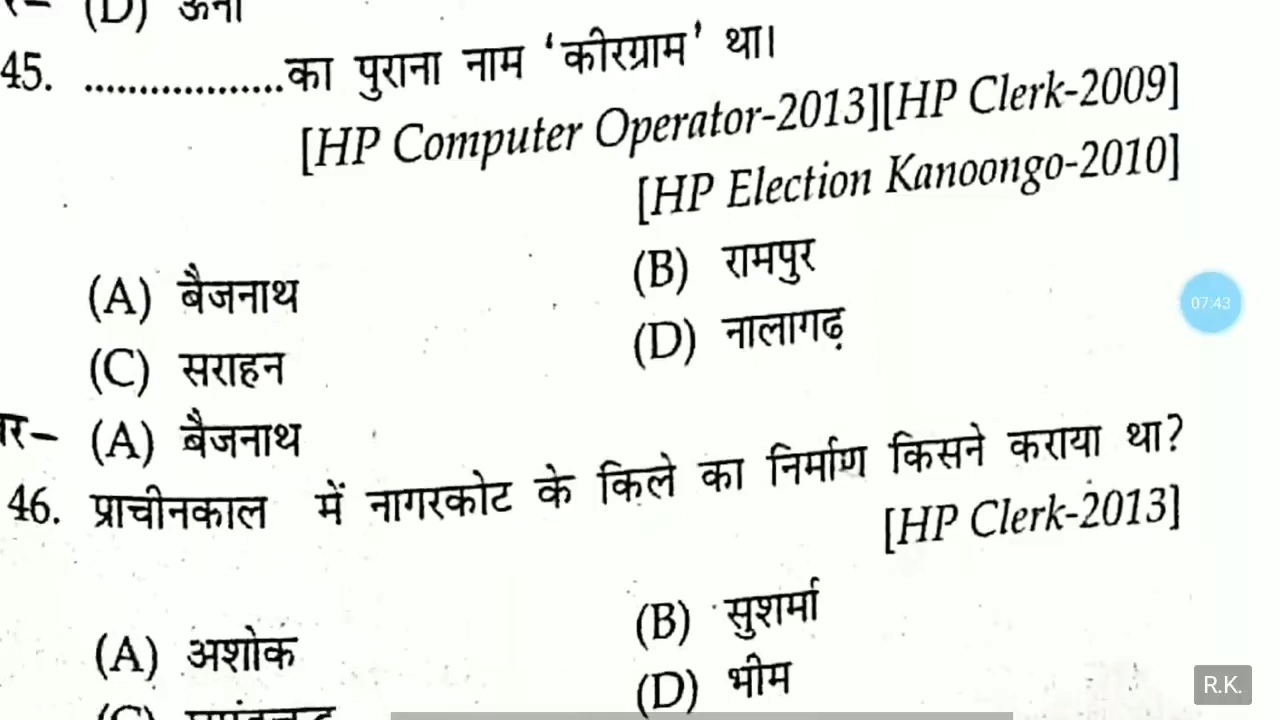 (D) ऊना
45. ..................का पुराना नाम ‘कीरग्राम’ था।
[HP Computer Operator-2013][HP Clerk-2009]
[HP Election Kanoongo-2010]
(A) बैजनाथ (B) रामपुर
(C) सराहन (D) नालागढ़
(A) बैजनाथ
46. प्राचीनकाल में नागरकोट के किले का निर्माण किसने कराया था?
[HP Clerk-2013]
(A) अशोक (B) सुशर्मा
(C) (D) भीम
07:43
R.K.